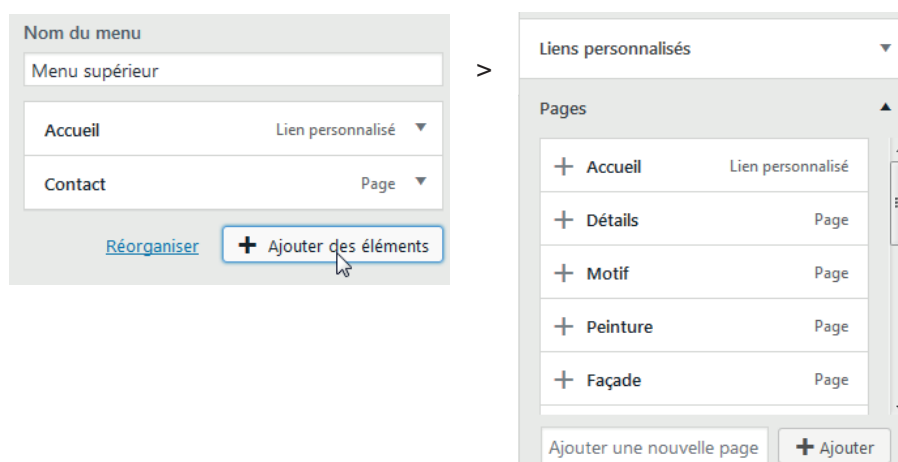 Nom du menu
Menu supérieur
Accueil Lien personnalisé
Contact Page
Réorganiser + Ajouter des éléments
>
Liens personnalisés
Pages
+ Accueil Lien personnalisé
+ Détails Page
+ Motif Page
+ Peinture Page
+ Façade Page
Ajouter une nouvelle page + Ajouter